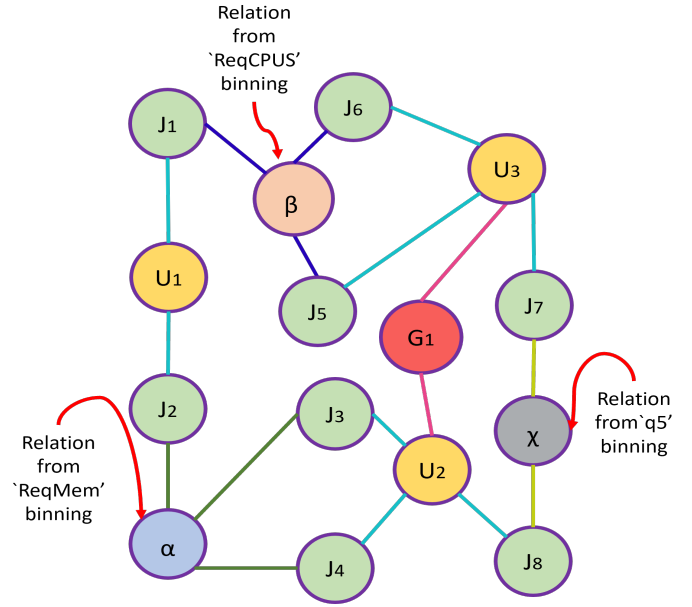 Relation
from
`ReqCPUS'
binning
J1
J6
U3
β
U1
J5
J7
G1
J2
J3
Relation
from`q5'
binning
χ
Relation
from
`ReqMem'
binning
U2
α
J4
J8